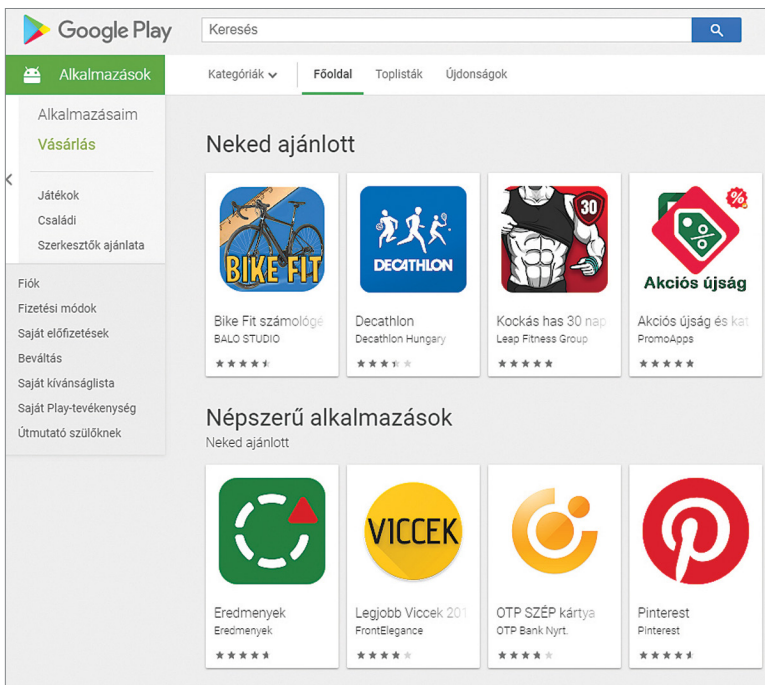 Google Play
Keresés
Alkalmazások
Kategóriák
Főoldal
Toplisták
Újdonságok
Alkalmazásaim
Vásárlás
Játékok
Családi
Szerkesztők ajánlata
Fiók
Fizetési módok
Saját előfizetések
Beváltás
Saját kívánságlista
Saját Play-tevékenység
Útmutató szülőknek
Neked ajánlott
BIKE FIT
Bike Fit számológé
BALO STUDIO
DECATHLON
Decathlon
Decathlon Hungary
30
Kockás has 30 nap
Leap Fitness Group
%
%
Akciós újság
Akciós újság és kat
PromoApps
Népszerű alkalmazások
Neked ajánlott
Eredmenyek
Eredmenyek
VICCEK
Legjobb Viccek 201
FrontElegance
OTP SZÉP kártya
OTP Bank Nyrt.
Pinterest
Pinterest